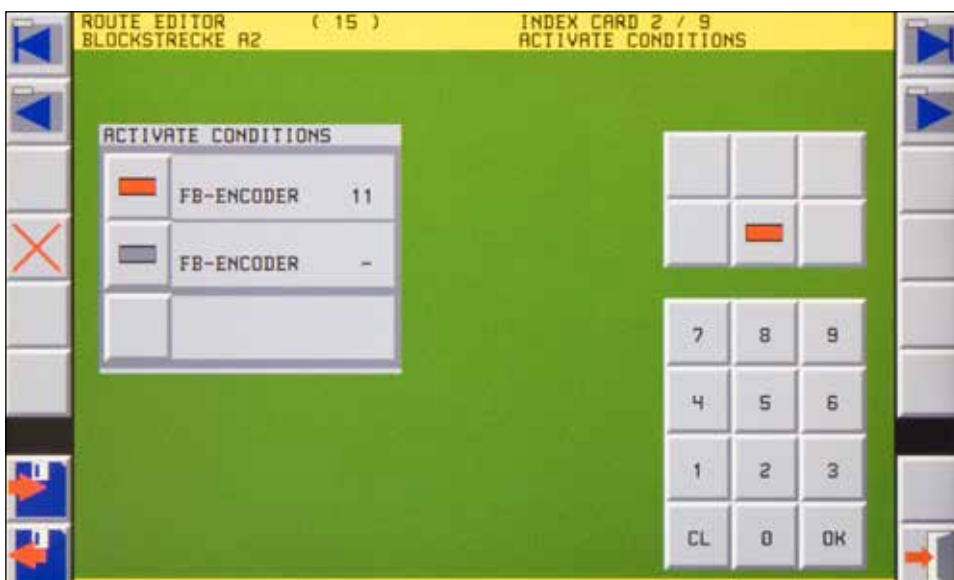 ROUTE EDITOR ( 15 ) INDEX CARD 2 / 9
BLOCKSTRECKE A2 ACTIVATE CONDITIONS
ACTIVATE CONDITIONS
FB-ENCODER 11
FB-ENCODER -
7 8 9
4 5 6
1 2 3
CL 0 OK